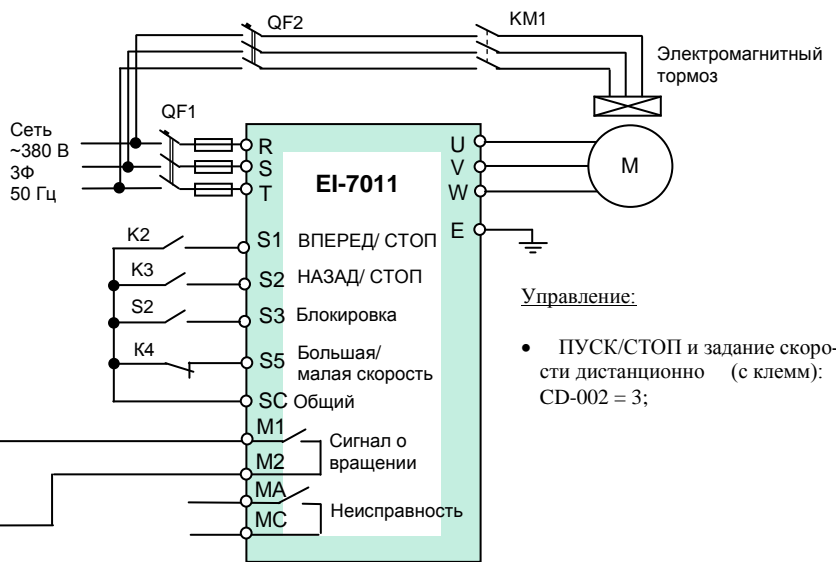 QF2
KM1
Электромагнитный
тормоз
QF1
Сеть
~380 В
3Ф
50 Гц
R
S
T
EI-7011
U
V
W
E
M
K2
S1 ВПЕРЕД/ СТОП
K3
S2 НАЗАД/ СТОП
S2
S3 Блокировка
К4
S5 Большая/
малая скорость
SC Общий
M1
M2
Сигнал о
вращении
MA
MC
Неисправность
Управление:
• ПУСК/СТОП и задание скоро-
сти дистанционно (с клемм):
CD-002 = 3;